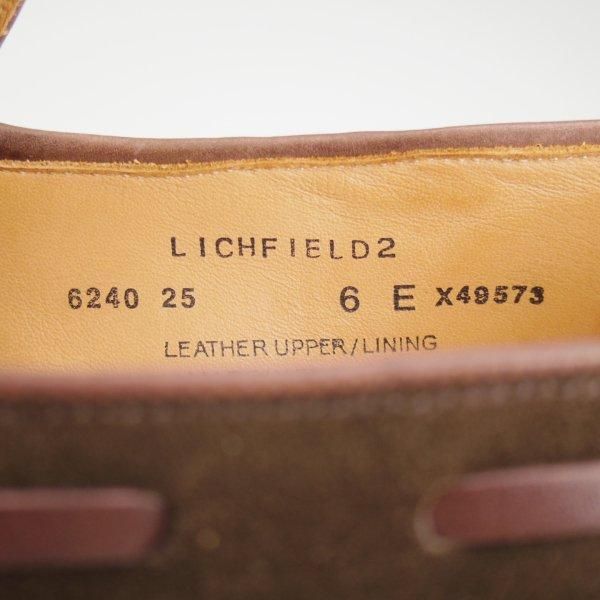 LICHFIELD2
6240 25 6 E X49573
LEATHER UPPER/LINING